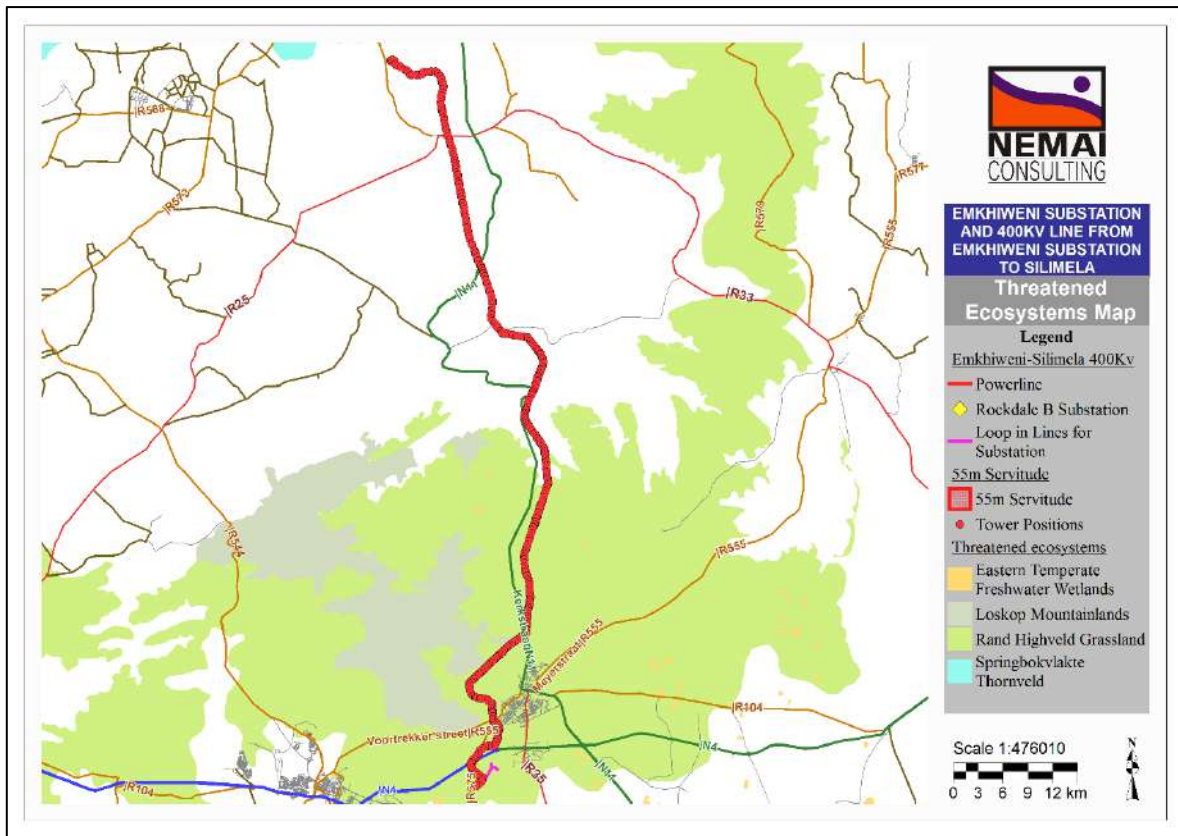 NEMAI
CONSULTING
EMKHIWENI SUBSTATION
AND 400KV LINE FROM
EMKHIWENI SUBSTATION
TO SILIMELA
Threatened
Ecosystems Map
Legend
Emkhiweni-Silimela 400Kv
Powerline
Rockdale B Substation
Loop in Lines for
Substation
55m Servitude
55m Servitude
Tower Positions
Threatened ecosystems
Eastern Temperate
Freshwater Wetlands
Loskop Mountainlands
Rand Highveld Grassland
Springbokvlakte
Thornveld
Scale 1:476010
N
0 3 6 9 12 km
|R568
|R573
|R25
|N11
|R579
|R577
|R555
|R33
|R544
|R555
Meyerstraat|R555
Voortrekker street|R555
|R104
|N4
|N11
|R35
|R575
|N4
|R104